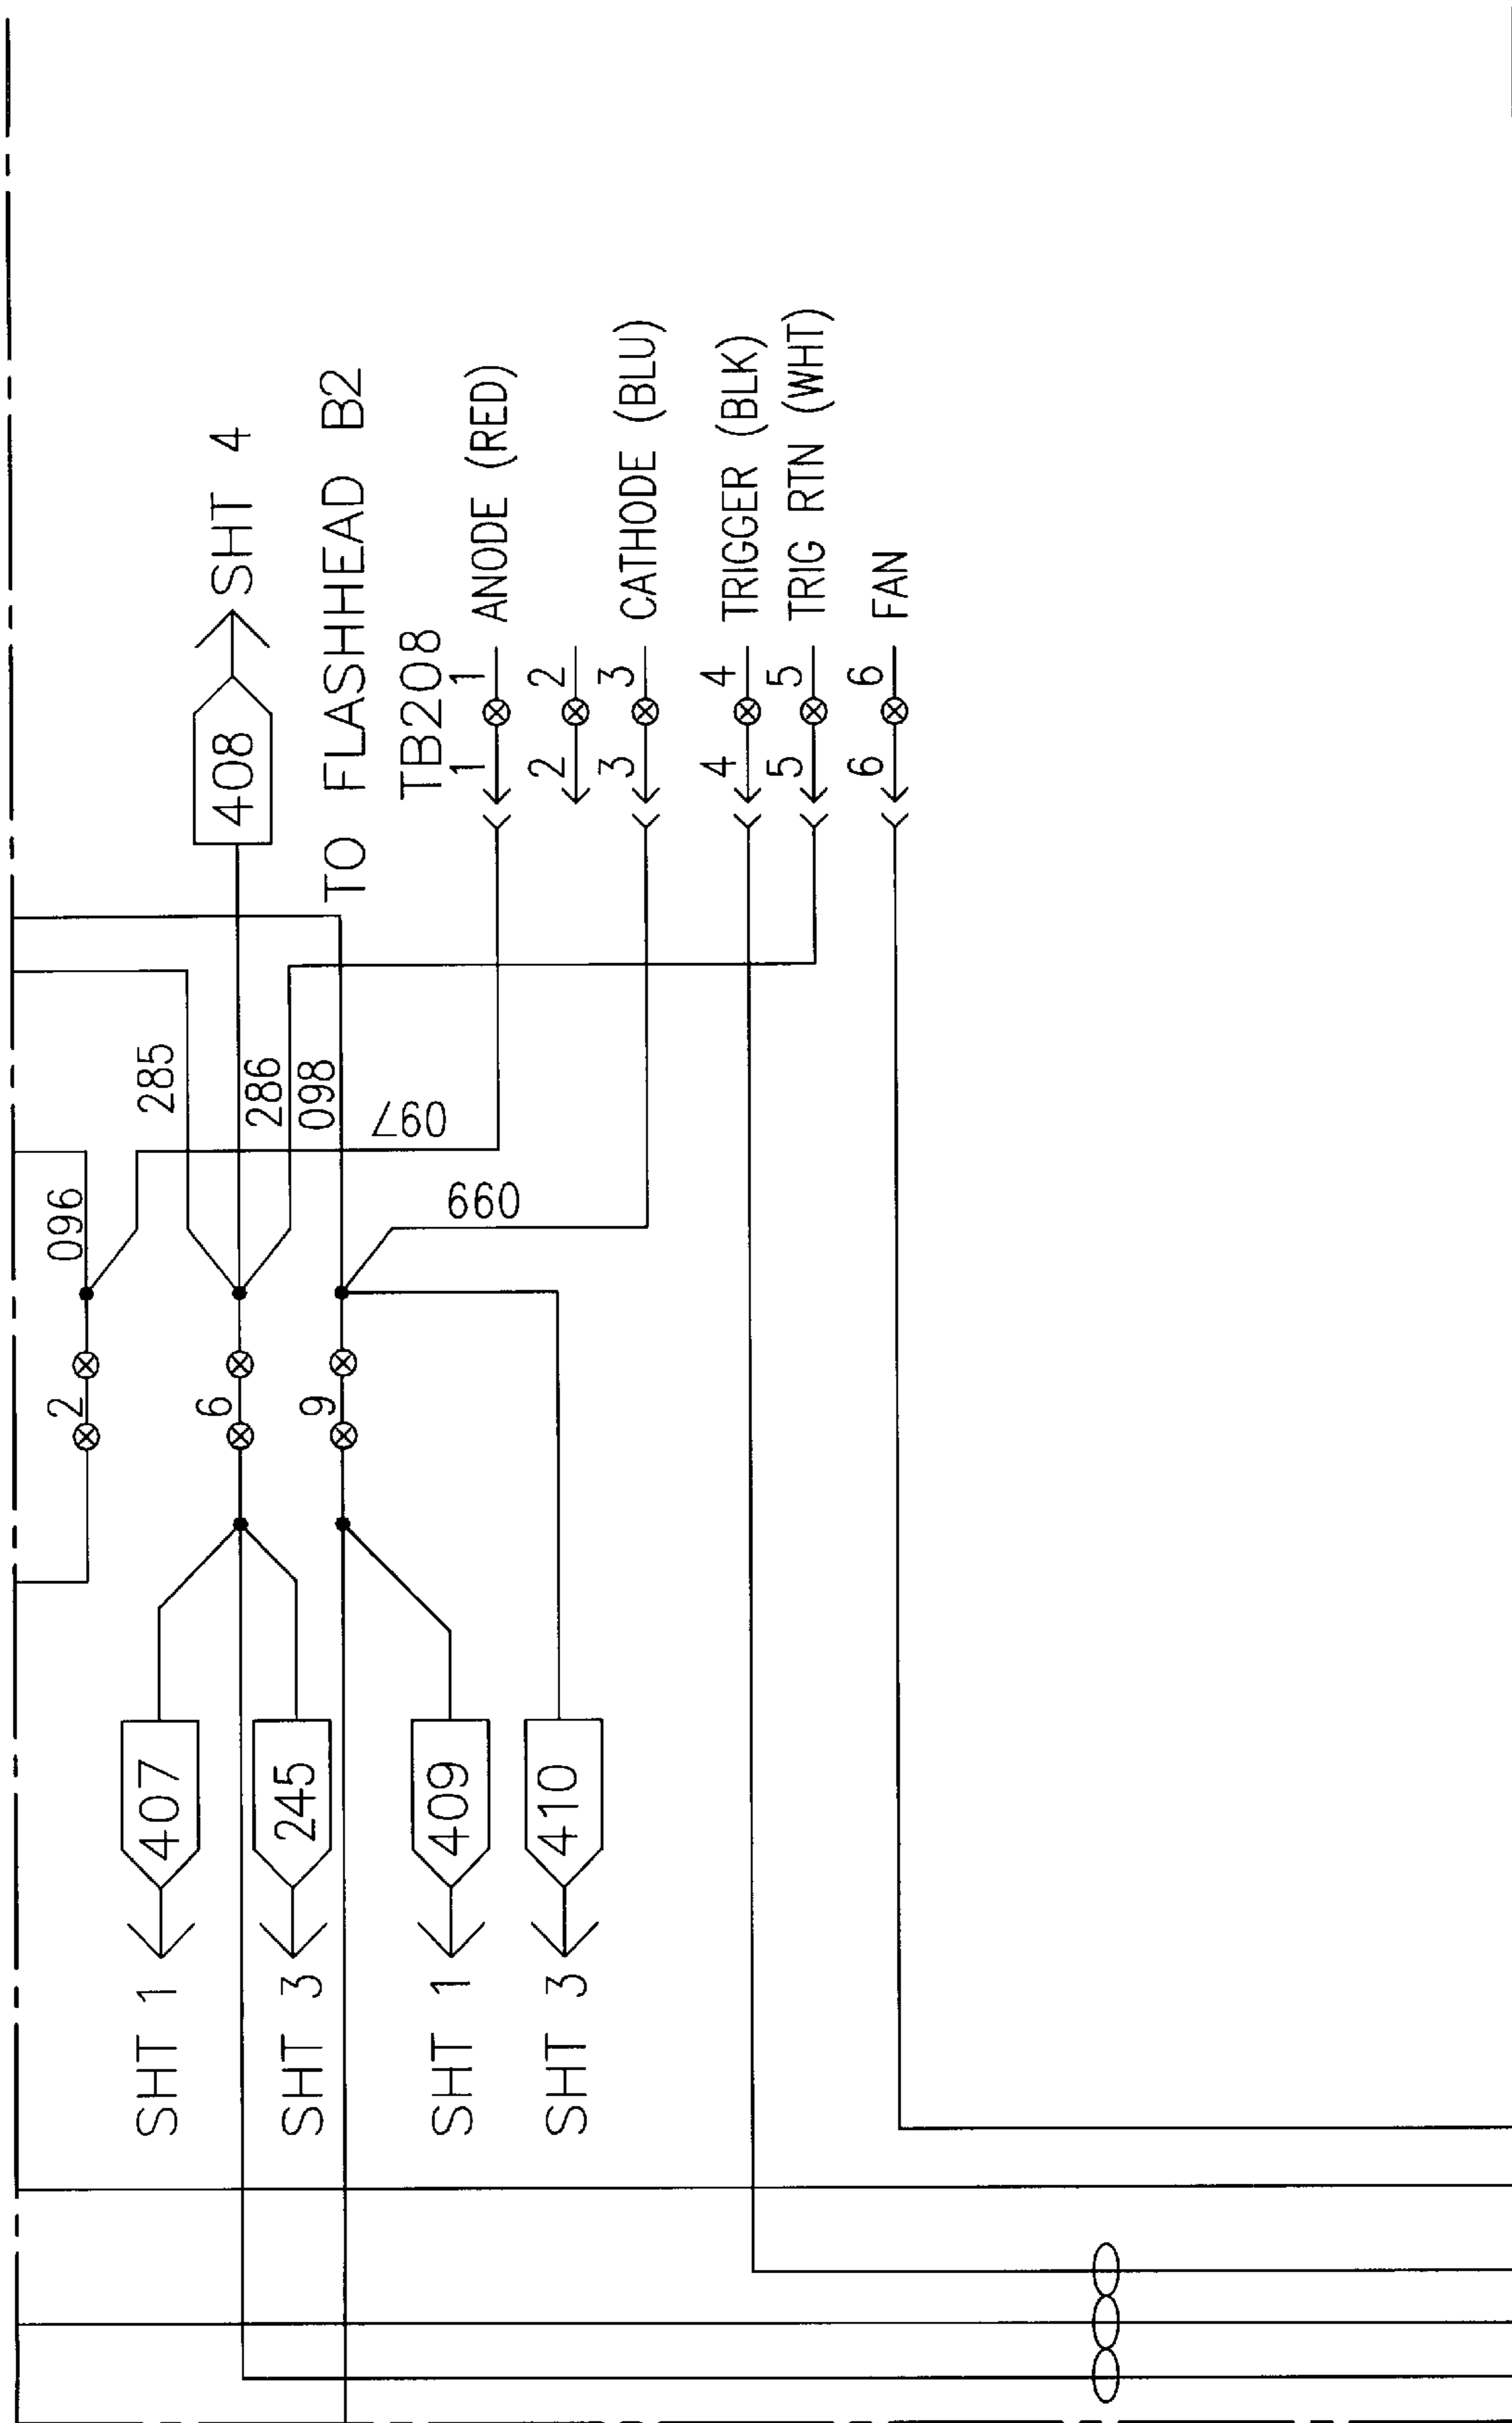 2
096
SHT 1
407
285
6
408
SHT 4
286
SHT 3
245
9
098
TO FLASHHEAD B2
097
TB208
SHT 1
409
099
1 1 ANODE (RED)
2 2
SHT 3
410
3 3 CATHODE (BLU)
4 4 TRIGGER (BLK)
5 5 TRIG RTN (WHT)
6 6 FAN